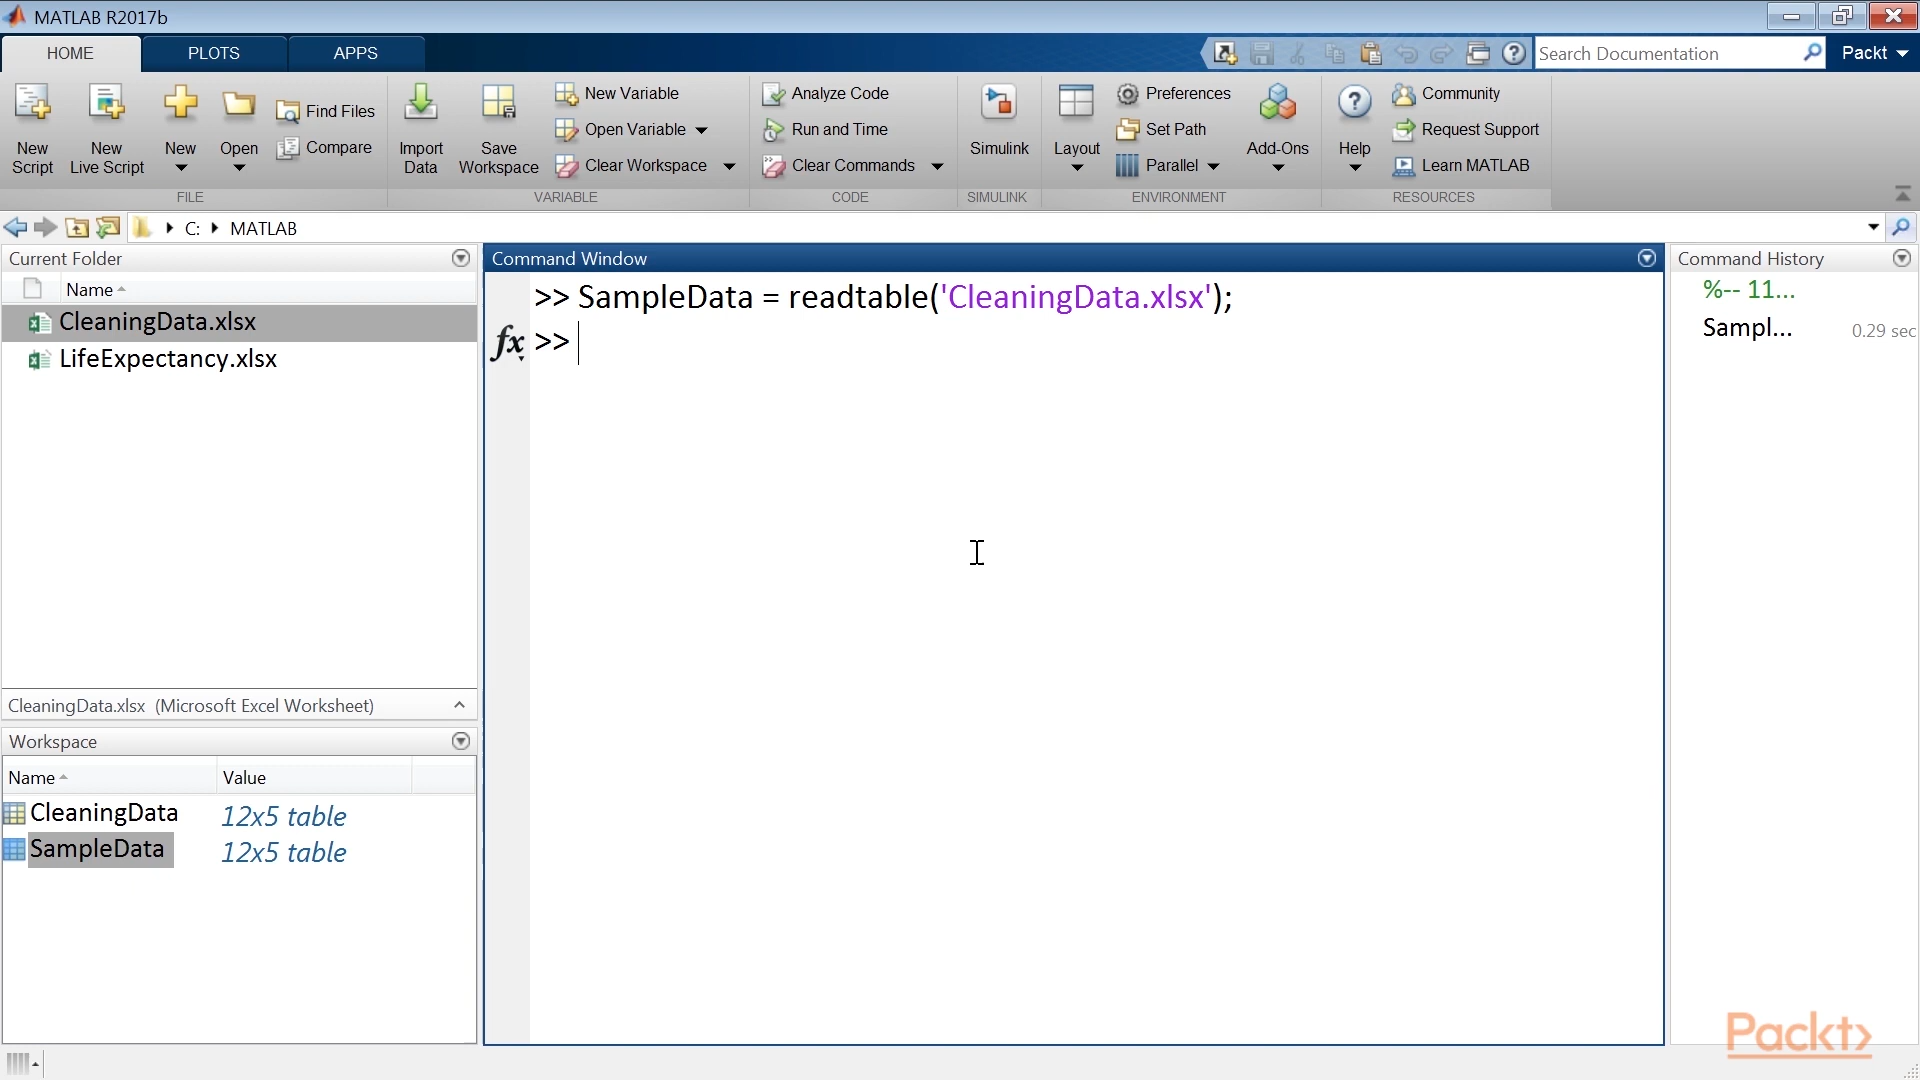 MATLAB R2017b
HOME PLOTS APPS
Search Documentation
Packt
New Script
New Live Script
New
Open
Find Files
Compare
FILE
Import Data
Save Workspace
New Variable
Open Variable
Clear Workspace
VARIABLE
Analyze Code
Run and Time
Clear Commands
CODE
Simulink
SIMULINK
Layout
Preferences
Set Path
Parallel
Add-Ons
ENVIRONMENT
Help
Community
Request Support
Learn MATLAB
RESOURCES
C: MATLAB
Current Folder
Name
CleaningData.xlsx
LifeExpectancy.xlsx
CleaningData.xlsx (Microsoft Excel Worksheet)
Workspace
Name Value
CleaningData 12x5 table
SampleData 12x5 table
Command Window
>> SampleData = readtable('CleaningData.xlsx');
fx >>
Command History
%-- 11...
Sampl... 0.29 sec
Packt>